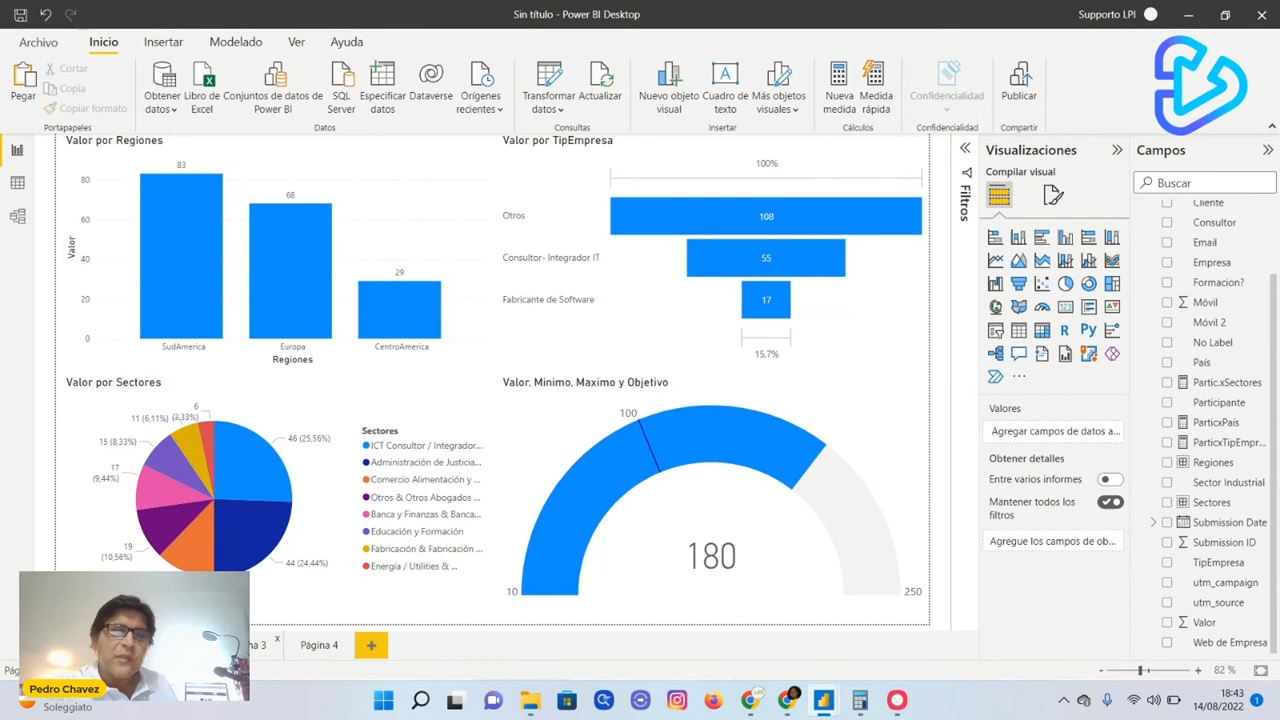 Sin título - Power BI Desktop
Supporto LPI
Archivo Inicio Insertar Modelado Ver Ayuda
Pegar
Cortar
Copia
Copiar formato
Portapapeles
Obtener datos
Libro de Excel
Conjuntos de datos de Power BI
SQL Server
Especificar datos
Dataverse
Orígenes recientes
Datos
Transformar datos
Actualizar
Consultas
Nuevo objeto visual
Cuadro de texto
Más objetos visuales
Insertar
Nueva medida
Medida rápida
Cálculos
Confidencialidad
Confidencialidad
Publicar
Compartir
Valor por Regiones
83
68
29
80
60
40
20
0
Valor
SudAmerica
Europa
CentroAmerica
Regiones
Valor por TipEmpresa
100%
Otros
108
Consultor- Integrador IT
55
Fabricante de Software
17
15.7%
Valor por Sectores
6
(3,33%)
11 (6,11%)
15 (8,33%)
17
(9,44%)
19
(10,56%)
46 (25,56%)
44 (24,44%)
Sectores
ICT Consultor / Integrador...
Administración de Justicia...
Comercio Alimentación y ...
Otros & Otros Abogados ...
Banca y Finanzas & Banca...
Educación y Formación
Fabricación & Fabricación ...
Energía / Utilities & ...
Valor, Minimo, Maximo y Objetivo
100
180
10
250
Filtros
Visualizaciones
Compilar visual
R
Py
123
Valores
Agregar campos de datos a...
Obtener detalles
Entre varios informes
Mantener todos los filtros
Agregue los campos de ob...
Campos
Buscar
Cliente
Consultor
Email
Empresa
Formacion?
Móvil
Móvil 2
No Label
País
Partic.xSectores
Participante
ParticxPaís
ParticxTipEmpr...
Regiones
Sector Industrial
Sectores
Submission Date
Submission ID
TipEmpresa
utm_campaign
utm_source
Valor
Web de Empresa
na 3
x
Página 4
+
Pág
82 %
Pedro Chavez
Soleggiato
18:43
14/08/2022
1